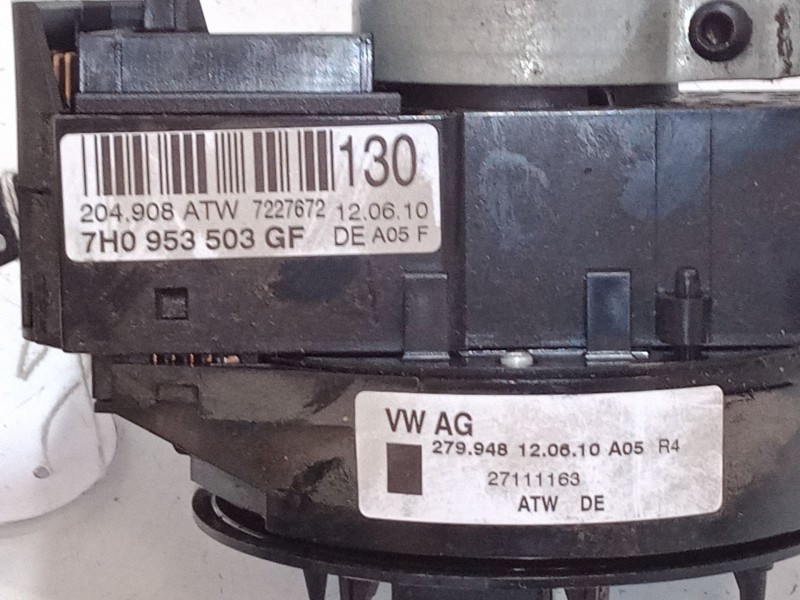 130
204.908 ATW 7227672 12.06.10
7H0 953 503 GF DE A05 F
VW AG
279.948 12.06.10 A05 R4
27111163
ATW DE